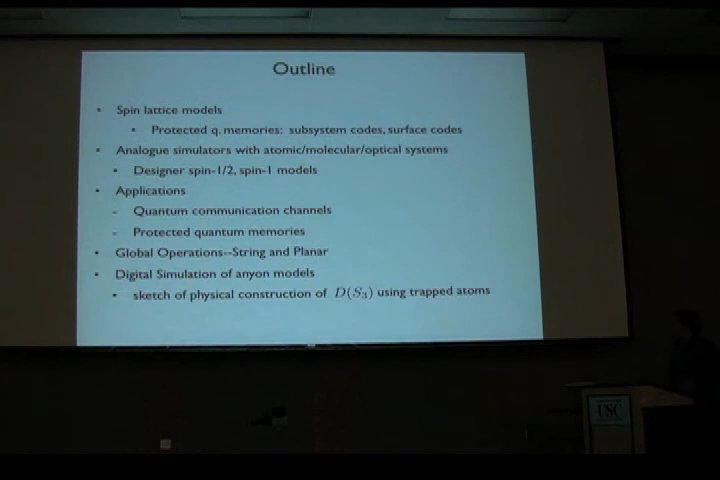 Outline
• Spin lattice models
• Protected q. memories: subsystem codes, surface codes
• Analogue simulators with atomic/molecular/optical systems
• Designer spin-1/2, spin-1 models
• Applications
- Quantum communication channels
- Protected quantum memories
• Global Operations--String and Planar
• Digital Simulation of anyon models
• sketch of physical construction of D(S₃) using trapped atoms
USC